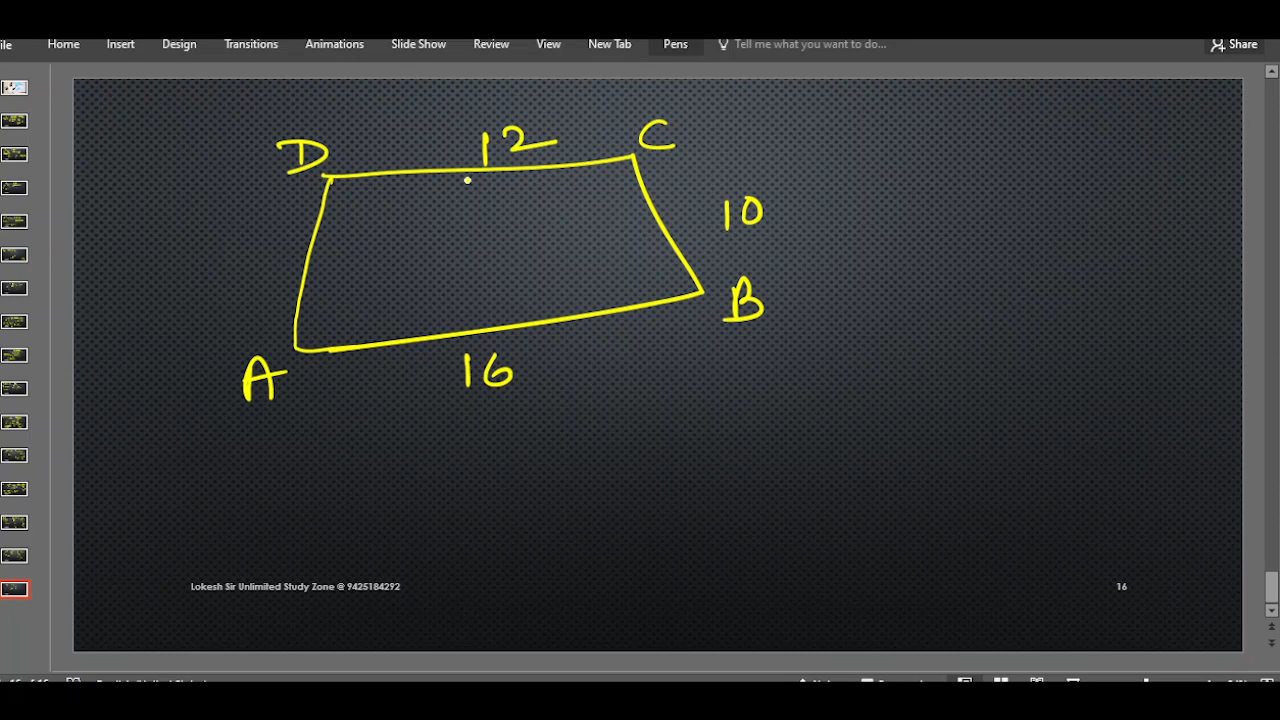 Home Insert Design Transitions Animations Slide Show Review View New Tab Pens Tell me what you want to do... Share
12
D C
10
B
16
A
Lokesh Sir Unlimited Study Zone @ 9425184292 16